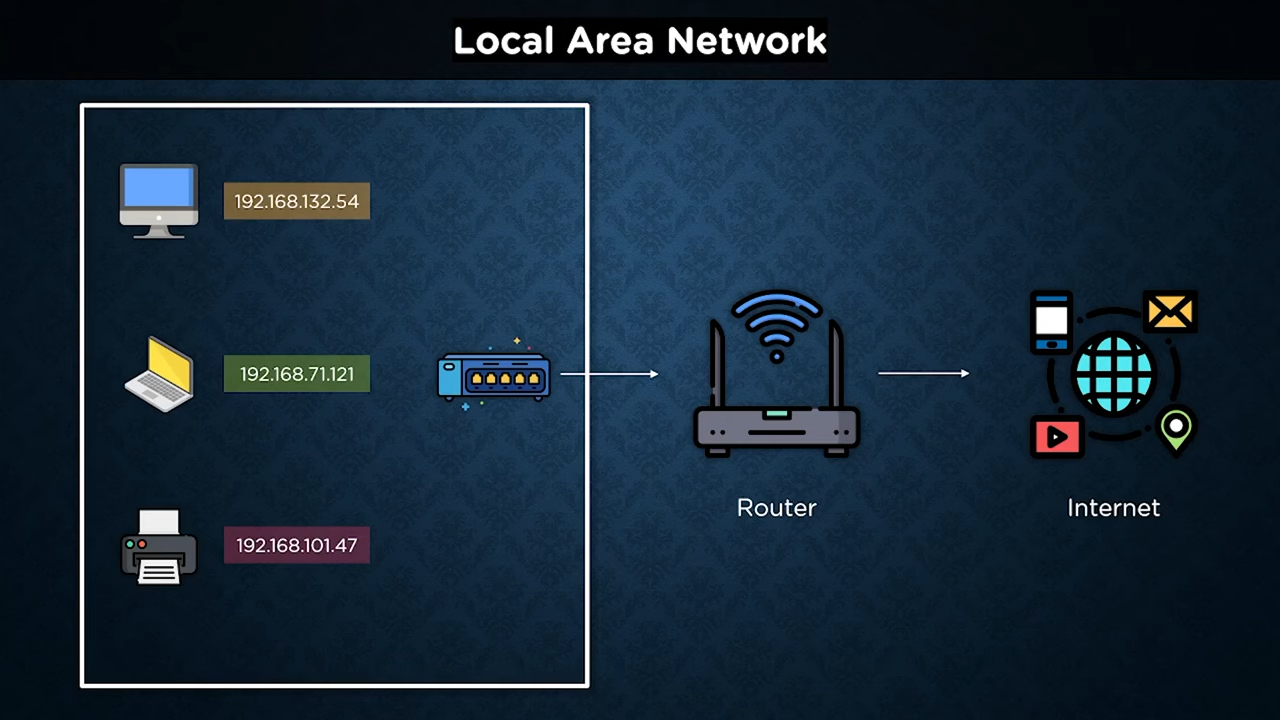 Local Area Network
192.168.132.54
192.168.71.121
192.168.101.47
Router
Internet